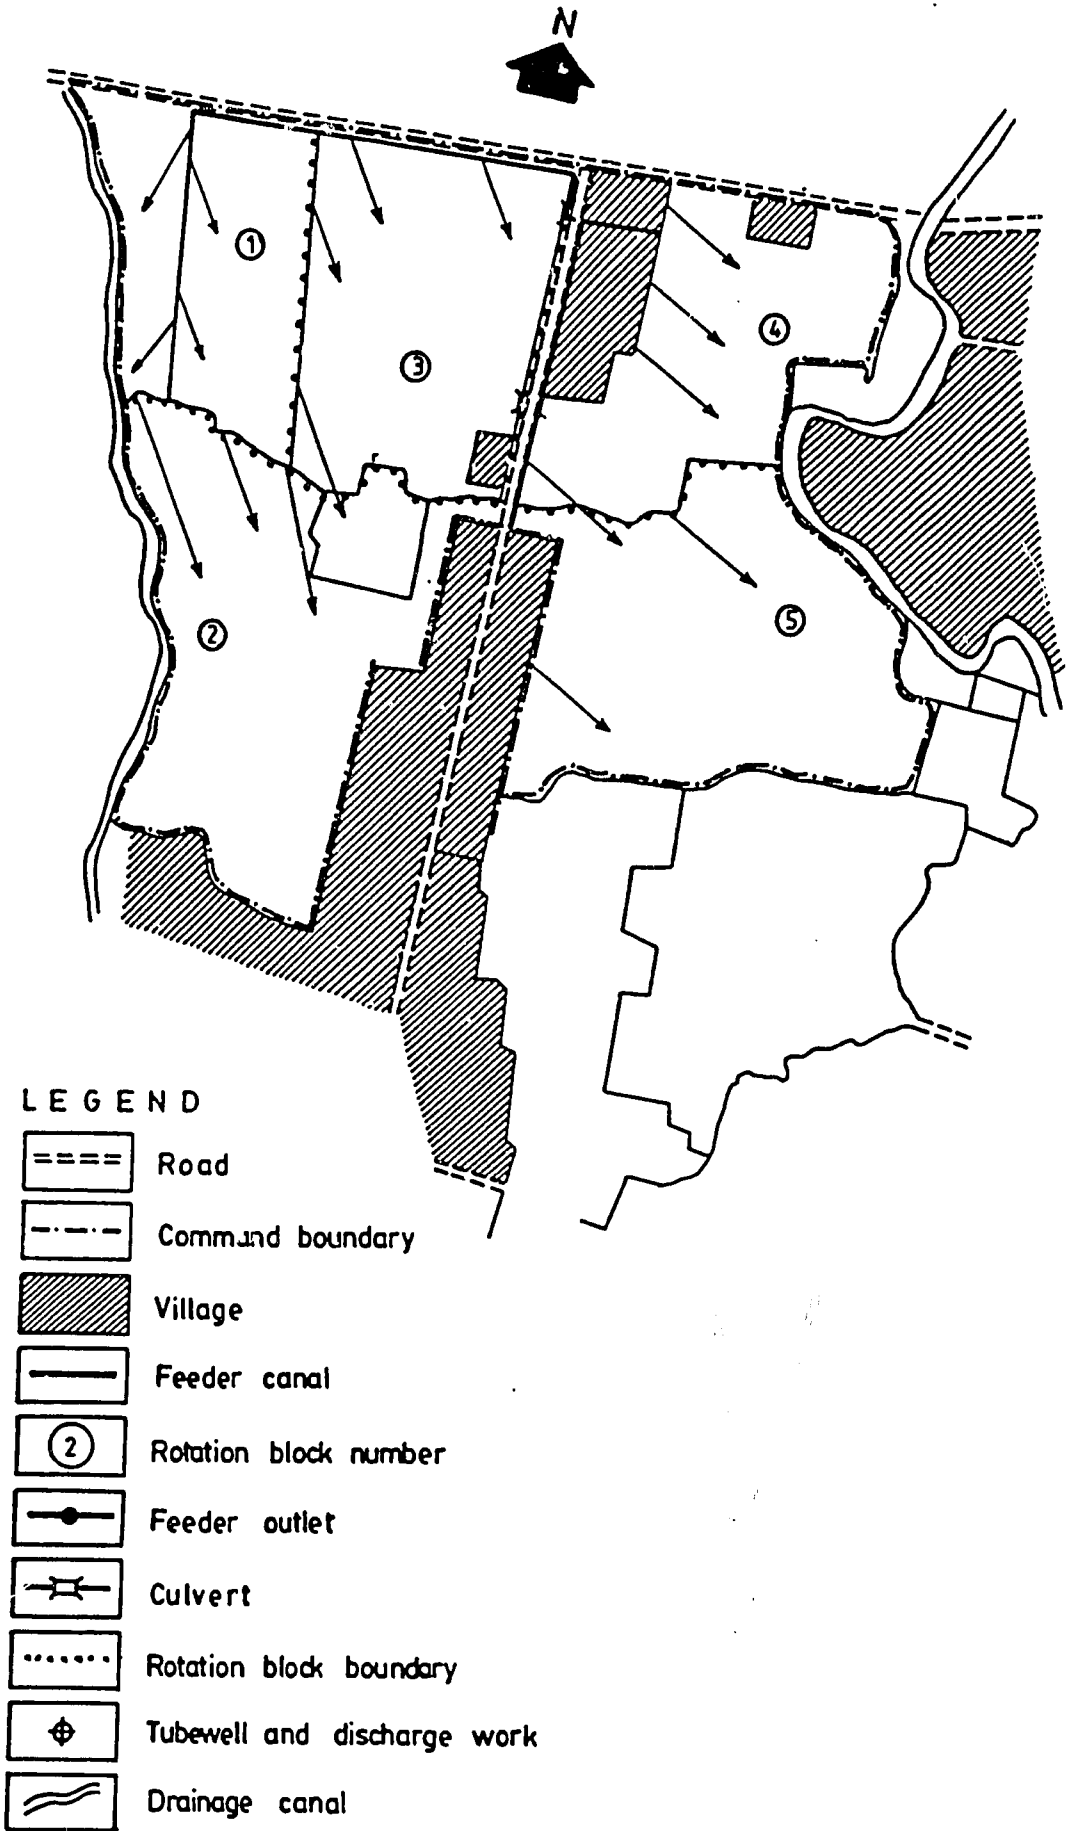 N
1
3
4
2
5
LEGEND
Road
Command boundary
Village
Feeder canal
2 Rotation block number
Feeder outlet
Culvert
Rotation block boundary
Tubewell and discharge work
Drainage canal